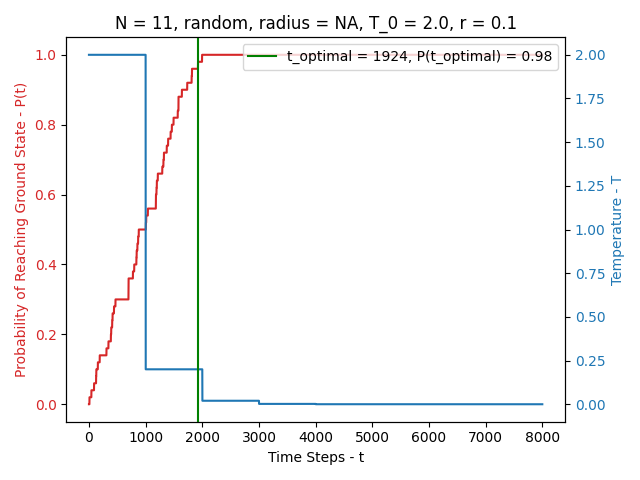 N = 11, random, radius = NA, T_0 = 2.0, r = 0.1
t_optimal = 1924, P(t_optimal) = 0.98
Probability of Reaching Ground State - P(t)
1.0
0.8
0.6
0.4
0.2
0.0
2.00
1.75
1.50
1.25
1.00
0.75
0.50
0.25
0.00
Temperature - T
0 1000 2000 3000 4000 5000 6000 7000 8000
Time Steps - t